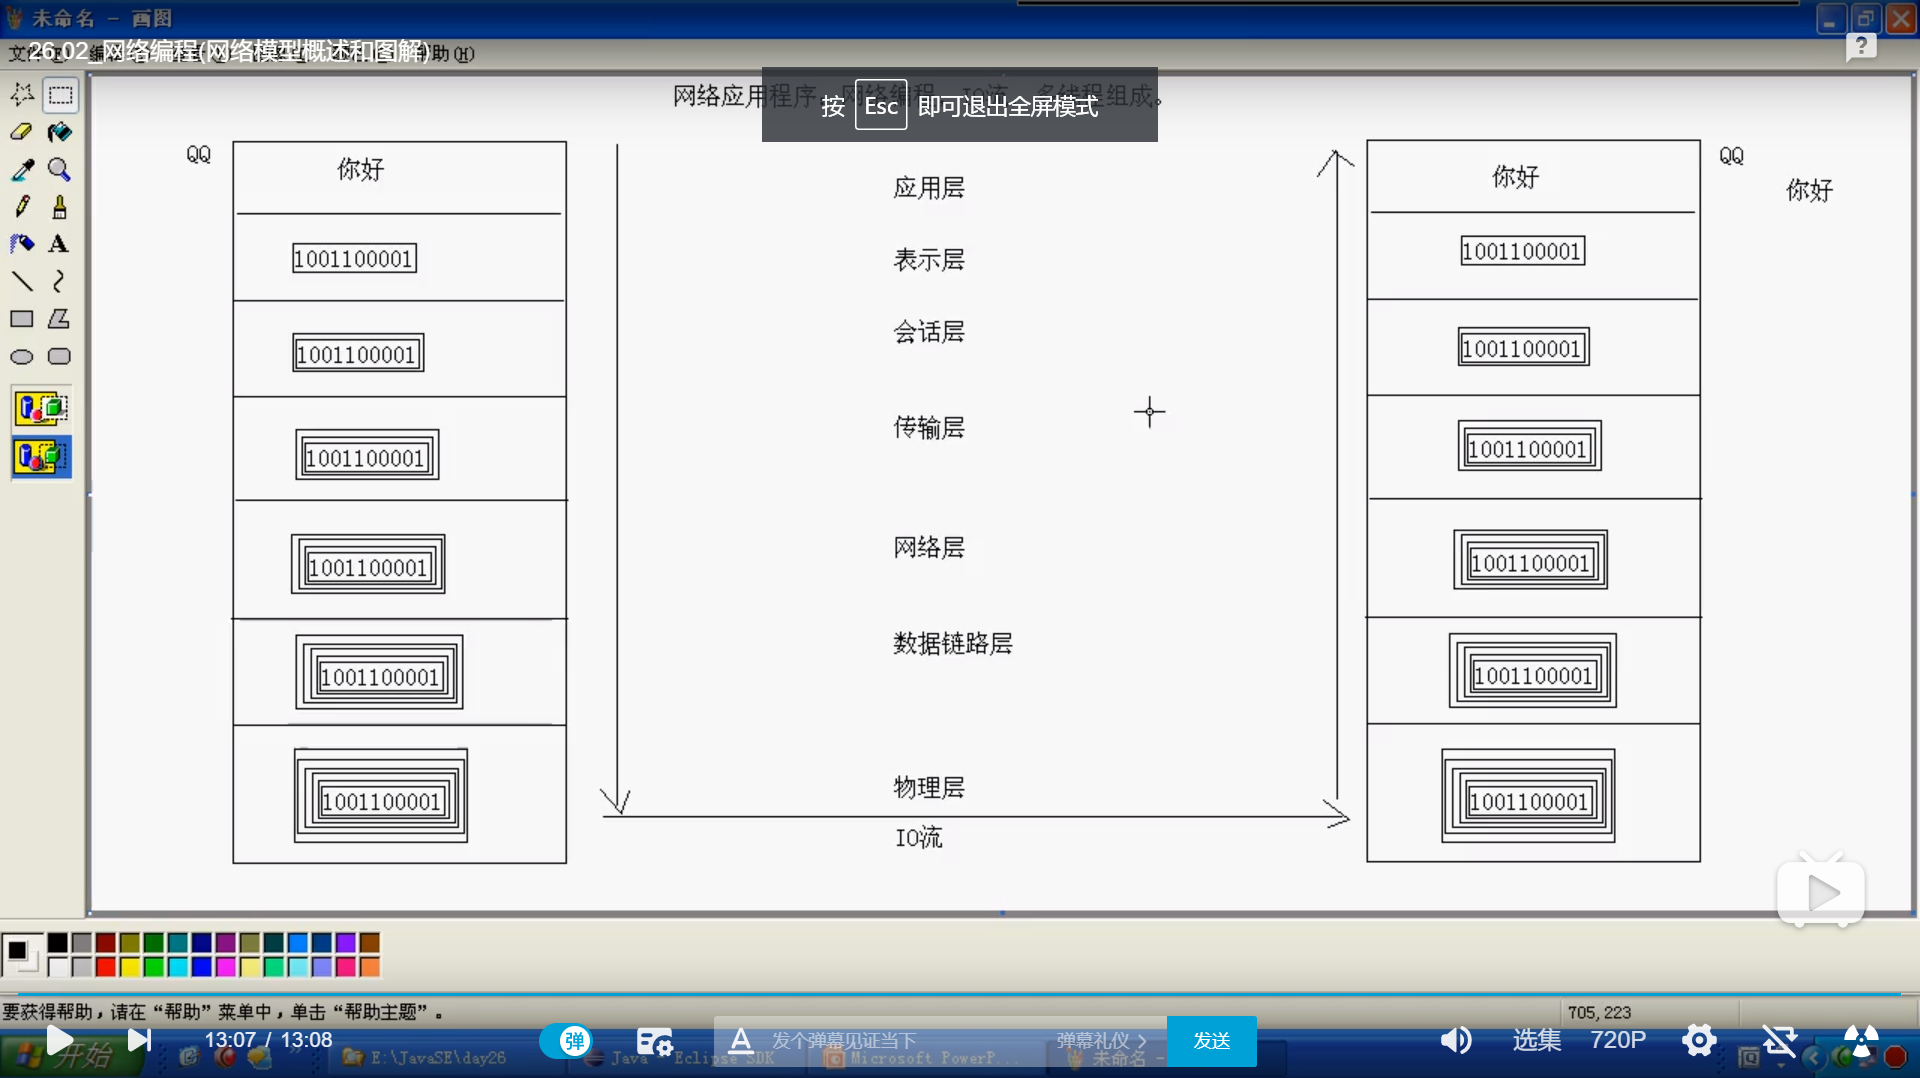 未命名 - 画图
26.02_网络编程(网络模型概述和图解)
帮助(H)
网络应用程序
多线程组成。
按 Esc 即可退出全屏模式
QQ
你好
1001100001
1001100001
1001100001
1001100001
1001100001
1001100001
应用层
表示层
会话层
传输层
网络层
数据链路层
物理层
IO流
你好
1001100001
1001100001
1001100001
1001100001
1001100001
1001100001
QQ
你好
要获得帮助，请在“帮助”菜单中，单击“帮助主题”。
705,223
13:07 / 13:08
弹
发个弹幕见证当下
弹幕礼仪 >
发送
选集
720P
开始
E:\JavaSE\day26
Java - Eclipse SDK
Microsoft PowerP...
未命名 -